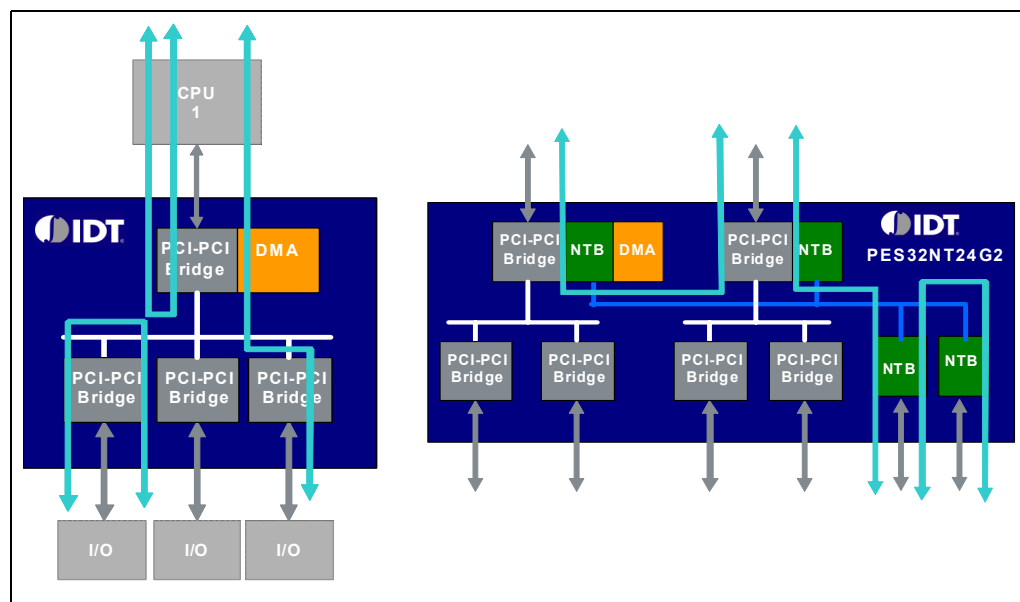 CPU
1
IDT.
PCI-PCI
Bridge
DMA
PCI-PCI
Bridge
PCI-PCI
Bridge
PCI-PCI
Bridge
I/O
I/O
I/O
IDT.
PES32NT24G2
PCI-PCI
Bridge
NTB
DMA
PCI-PCI
Bridge
NTB
PCI-PCI
Bridge
PCI-PCI
Bridge
PCI-PCI
Bridge
PCI-PCI
Bridge
NTB
NTB